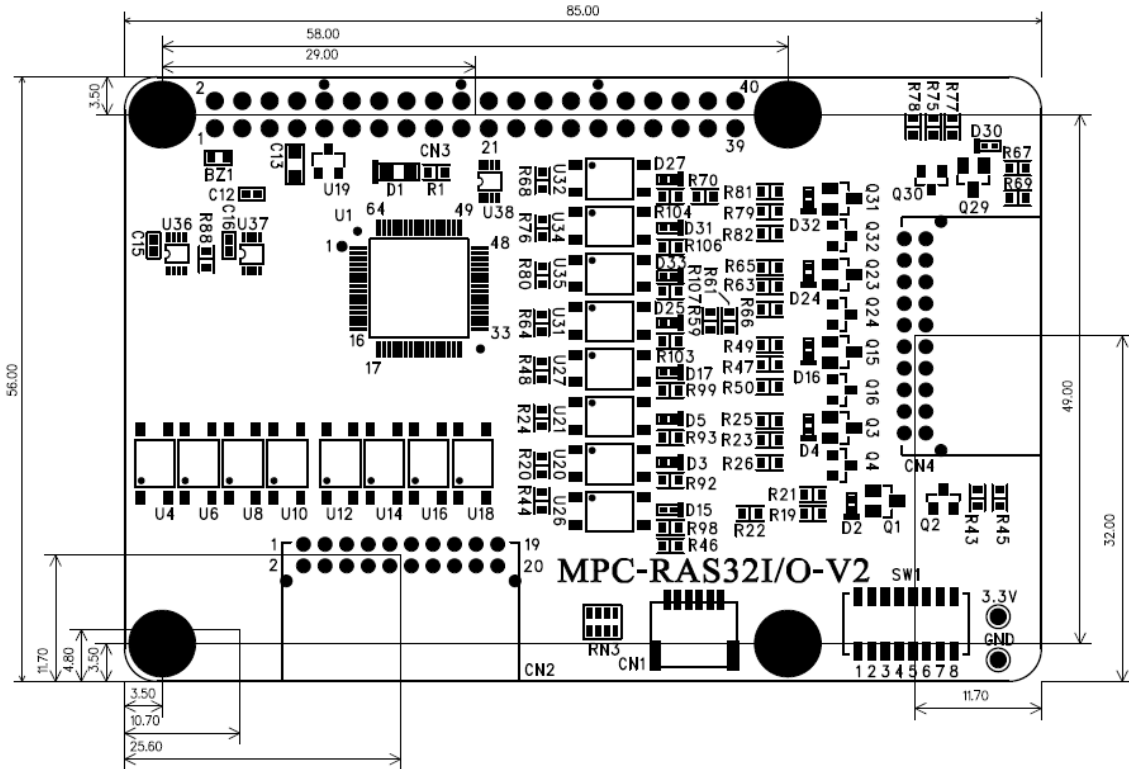 85.00
58.00
29.00
3.50
56.00
2
40
1
39
CN3
21
R78
R75
R77
D30
R67
R69
Q30
Q29
BZ1
C13
U19
D1
R1
U38
C12
U1
64
49
1
48
16
33
17
C15
U36
R88
C16
U37
R68
U32
D27
R70
R104
R76
U34
D31
R106
R80
U35
D33
R107
R61
R64
U31
D25
R59
R66
R103
R48
U27
D17
R99
R24
U21
D5
R93
R20
U20
D3
R92
R44
U26
D15
R98
R46
R81
R79
R82
D32
Q31
Q32
R65
R63
D24
Q23
Q24
R49
R47
R50
D16
Q15
Q16
R25
R23
R26
D4
Q3
Q4
CN4
49.00
32.00
R21
R19
R22
D2
Q1
Q2
R43
R45
U4
U6
U8
U10
U12
U14
U16
U18
1
19
2
20
MPC-RAS32I/O-V2
SW1
3.3V
GND
RN3
CN1
CN2
1 2 3 4 5 6 7 8
11.70
4.80
3.50
3.50
10.70
25.60
11.70